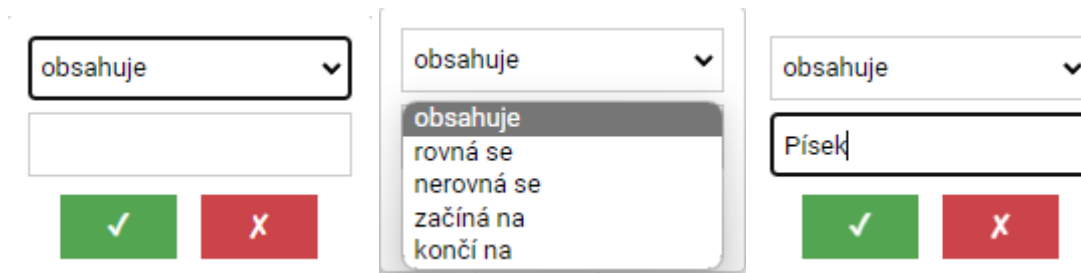 obsahuje
obsahuje
obsahuje
rovná se
nerovná se
začíná na
končí na
obsahuje
Písek